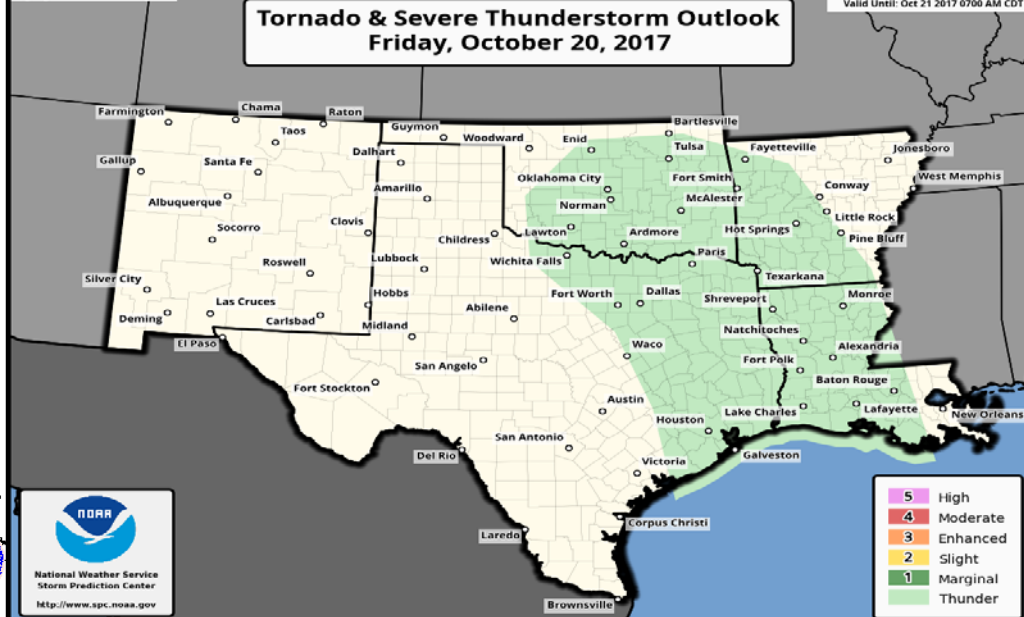 Valid Until: Oct 21 2017 0700 AM CDT
Tornado & Severe Thunderstorm Outlook
Friday, October 20, 2017
Farmington
Chama
Raton
Taos
Guymon
Woodward
Enid
Bartlesville
Tulsa
Fayetteville
Jonesboro
Gallup
Santa Fe
Dalhart
Oklahoma City
Fort Smith
West Memphis
Albuquerque
Amarillo
Norman
McAlester
Conway
Socorro
Clovis
Childress
Lawton
Ardmore
Hot Springs
Little Rock
Pine Bluff
Roswell
Lubbock
Wichita Falls
Paris
Texarkana
Silver City
Las Cruces
Hobbs
Abilene
Fort Worth
Dallas
Shreveport
Monroe
Deming
Carlsbad
Midland
Natchitoches
El Paso
Waco
Alexandria
Fort Stockton
San Angelo
Fort Polk
Baton Rouge
Austin
Houston
Lake Charles
Lafayette
New Orleans
Del Rio
San Antonio
Victoria
Galveston
Laredo
Corpus Christi
Brownsville
NOAA
National Weather Service
Storm Prediction Center
http://www.spc.noaa.gov
5 High
4 Moderate
3 Enhanced
2 Slight
1 Marginal
Thunder